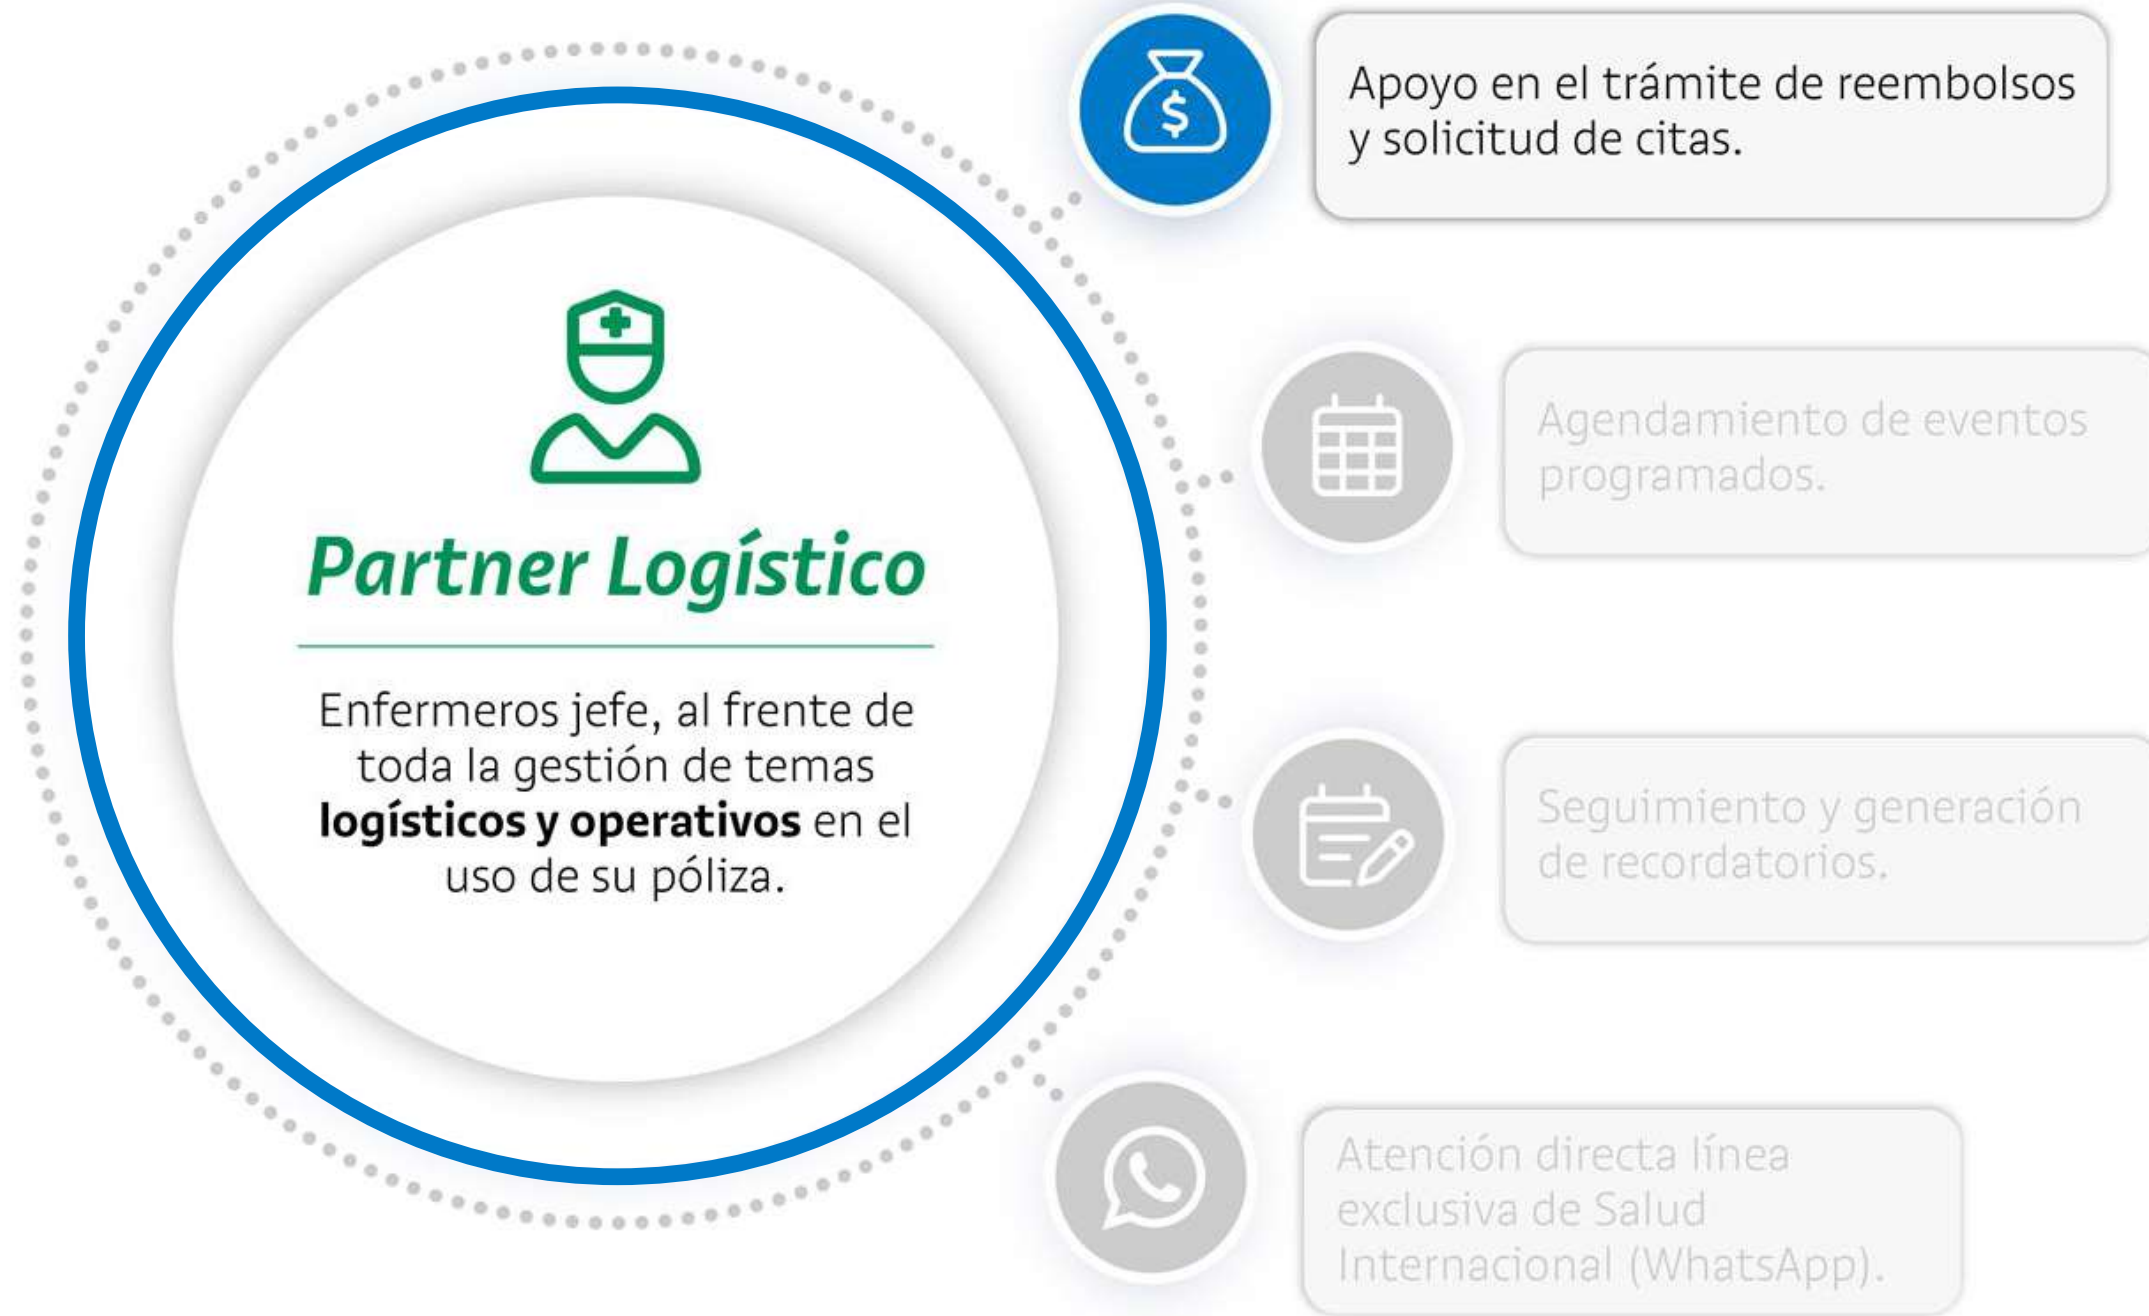 Partner Logístico
Enfermeros jefe, al frente de
toda la gestión de temas
logísticos y operativos en el
uso de su póliza.
$
Apoyo en el trámite de reembolsos
y solicitud de citas.
Agendamiento de eventos
programados.
Seguimiento y generación
de recordatorios.
Atención directa línea
exclusiva de Salud
Internacional (WhatsApp).